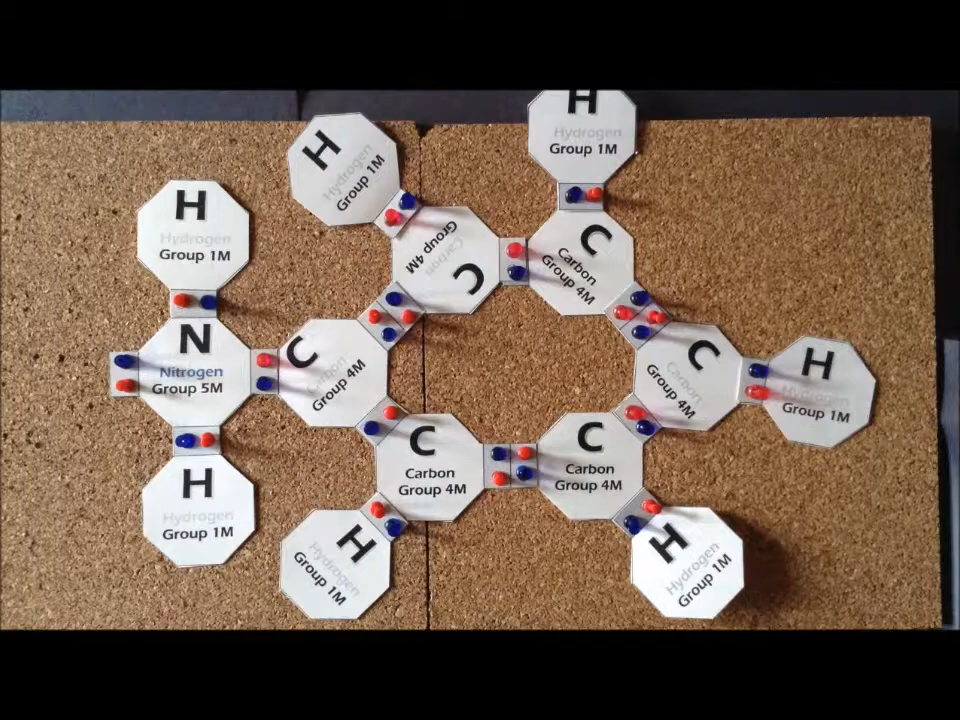 H
Hydrogen
Group 1M
H
Hydrogen
Group 1M
H
Hydrogen
Group 1M
C
Carbon
Group 4M
C
Carbon
Group 4M
N
Nitrogen
Group 5M
C
Carbon
Group 4M
C
Carbon
Group 4M
H
Hydrogen
Group 1M
C
Carbon
Group 4M
C
Carbon
Group 4M
H
Hydrogen
Group 1M
H
Hydrogen
Group 1M
H
Hydrogen
Group 1M